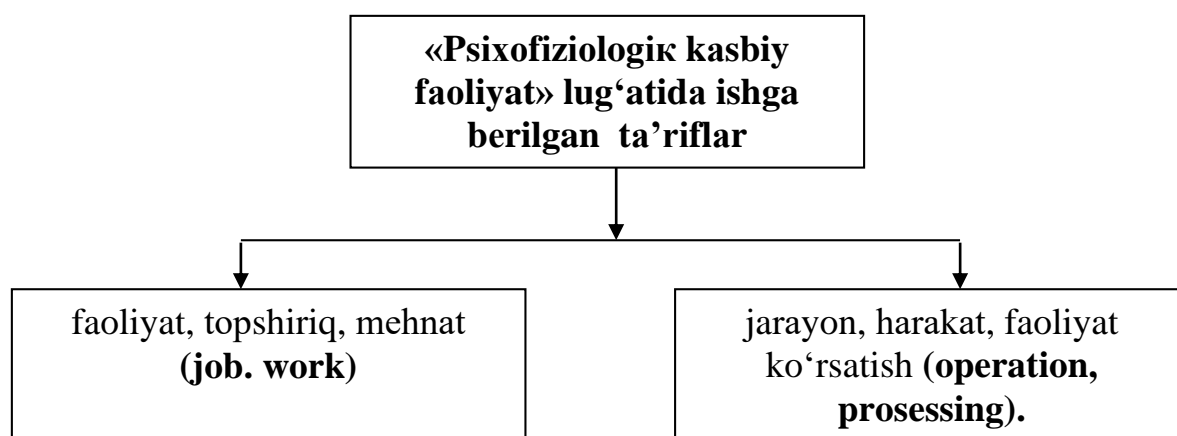 «Psixofiziologiк kasbiy
faoliyat» lug‘atida ishga
berilgan ta’riflar
faoliyat, topshiriq, mehnat
(job. work)
jarayon, harakat, faoliyat
ko‘rsatish (operation,
prosessing).